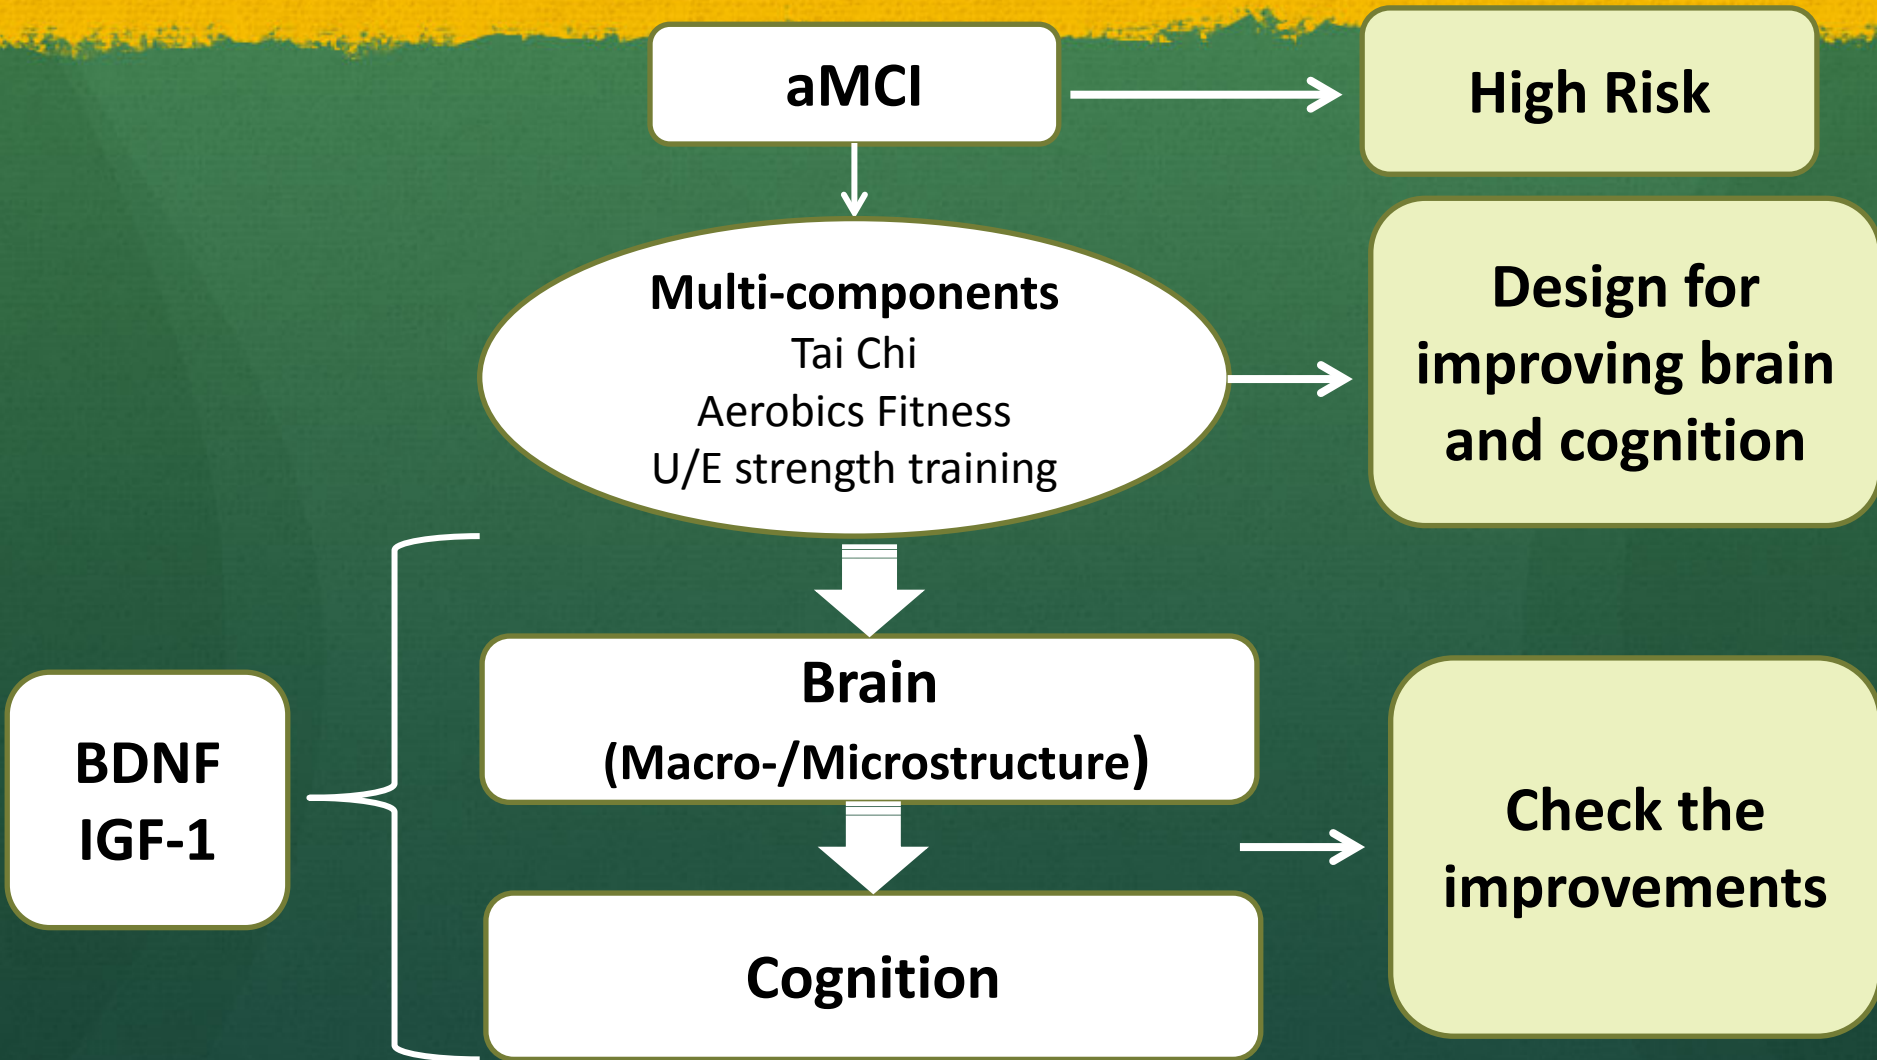 aMCI
High Risk
Multi-components
Tai Chi
Aerobics Fitness
U/E strength training
Design for
improving brain
and cognition
Brain
(Macro-/Microstructure)
BDNF
IGF-1
Check the
improvements
Cognition